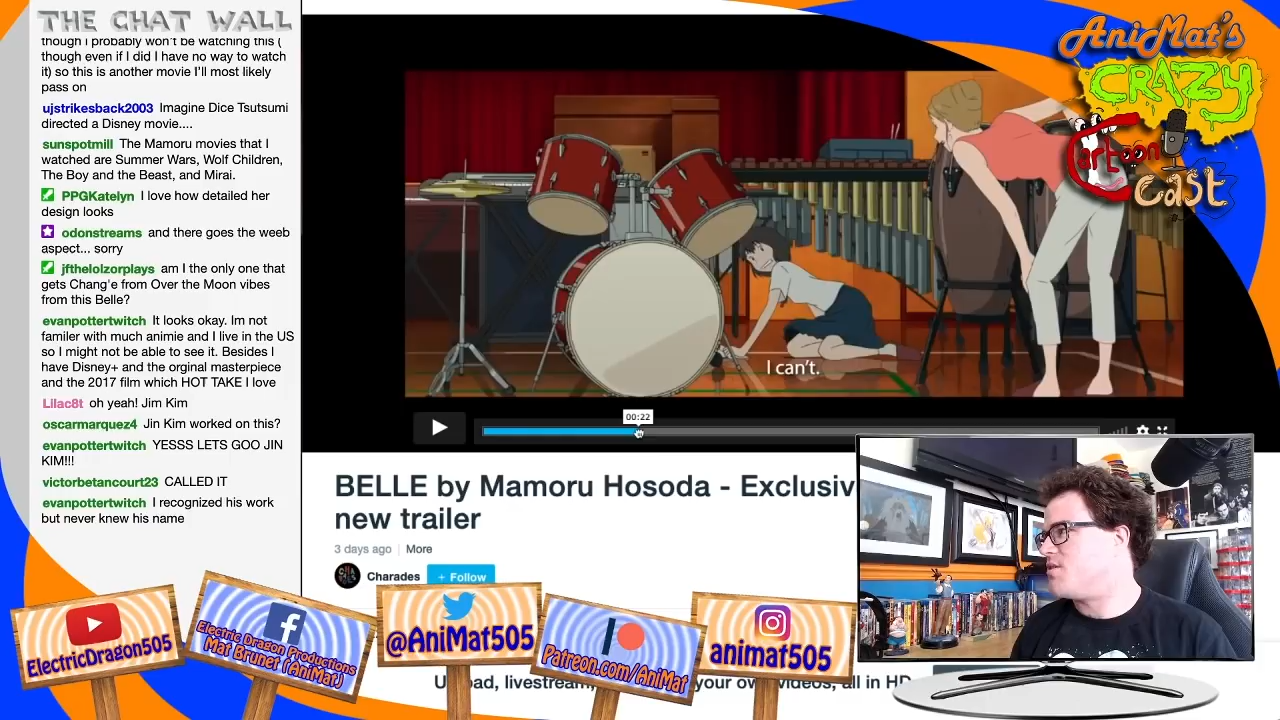 THE CHAT WALL
though i probably won't be watching this (
though even if I did I have no way to watch
it) so this is another movie I'll most likely
pass on
ujstrikesback2003 Imagine Dice Tsutsumi
directed a Disney movie....
sunspotmill The Mamoru movies that I
watched are Summer Wars, Wolf Children,
The Boy and the Beast, and Mirai.
PPGKatelyn I love how detailed her
design looks
odonstreams and there goes the weeb
aspect... sorry
jfthelolzorplays am I the only one that
gets Chang'e from Over the Moon vibes
from this Belle?
evanpottertwitch It looks okay. Im not
familer with much animie and I live in the US
so I might not be able to see it. Besides I
have Disney+ and the orginal masterpiece
and the 2017 film which HOT TAKE I love
Lilac8t oh yeah! Jim Kim
oscarmarquez4 Jin Kim worked on this?
evanpottertwitch YESSS LETS GOO JIN
KIM!!!
victorbetancourt23 CALLED IT
evanpottertwitch I recognized his work
but never knew his name
AniMat's
CRAZY
Cartoon
Cast
I can't.
00:22
BELLE by Mamoru Hosoda - Exclusiv
new trailer
3 days ago More
Charades + Follow
ElectricDragon505
Electric Dragon Productions
Mat Brunet (AniMat)
@AniMat505
Patreon.com/AniMat
animat505
livestream, your own videos, all in HD